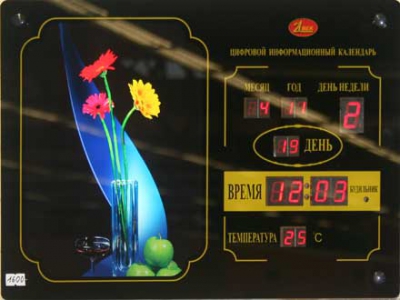 ЦИФРОВОЙ ИНФОРМАЦИОННЫЙ КАЛЕНДАРЬ
МЕСЯЦ ГОД ДЕНЬ НЕДЕЛИ
4 11 2
19 ДЕНЬ
ВРЕМЯ 12:03 БУДИЛЬНИК
ТЕМПЕРАТУРА 25 С
1600